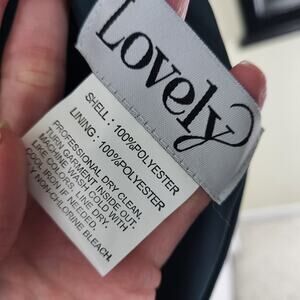 Lovely
SHELL : 100%POLYESTER
LINING : 100%POLYESTER
PROFESSIONAL DRY CLEAN.
TURN GARMENT INSIDE OUT.
MACHINE WASH COLD WITH
LIKE COLORS, LINE DRY.
COOL IRON IF NEEDED.
NON-CHLORINE BLEACH.